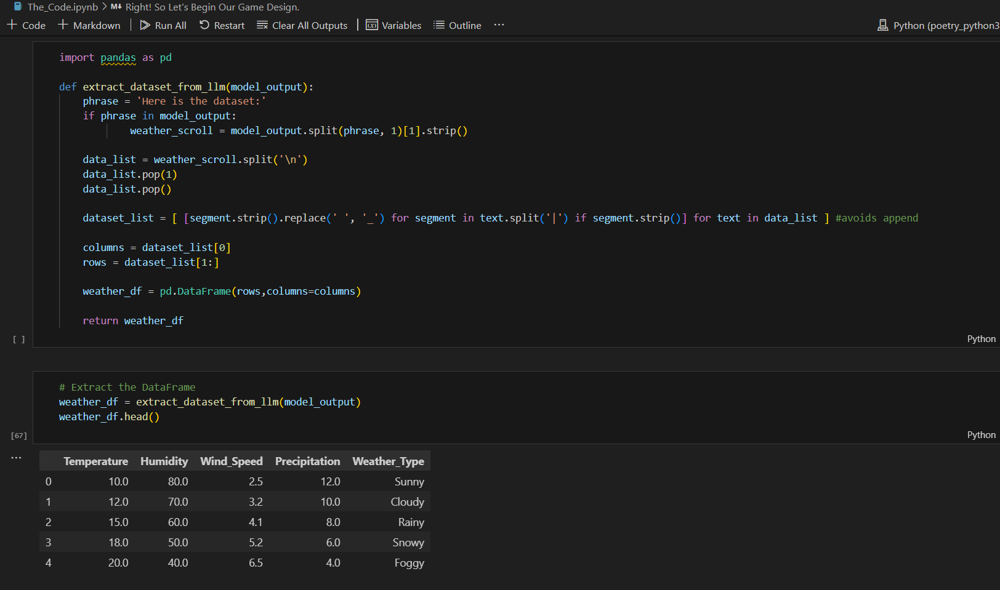 The_Code.ipynb > M↓ Right! So Let's Begin Our Game Design.
+ Code + Markdown | Run All Restart Clear All Outputs | Variables Outline ··· Python (poetry_python3
import pandas as pd
def extract_dataset_from_llm(model_output):
phrase = 'Here is the dataset:'
if phrase in model_output:
weather_scroll = model_output.split(phrase, 1)[1].strip()
data_list = weather_scroll.split('\n')
data_list.pop(1)
data_list.pop()
dataset_list = [ [segment.strip().replace(' ', '_') for segment in text.split('|') if segment.strip()] for text in data_list ] #avoids append
columns = dataset_list[0]
rows = dataset_list[1:]
weather_df = pd.DataFrame(rows,columns=columns)
return weather_df
[ ] Python
# Extract the DataFrame
weather_df = extract_dataset_from_llm(model_output)
weather_df.head()
[67] Python
···
Temperature Humidity Wind_Speed Precipitation Weather_Type
0 10.0 80.0 2.5 12.0 Sunny
1 12.0 70.0 3.2 10.0 Cloudy
2 15.0 60.0 4.1 8.0 Rainy
3 18.0 50.0 5.2 6.0 Snowy
4 20.0 40.0 6.5 4.0 Foggy